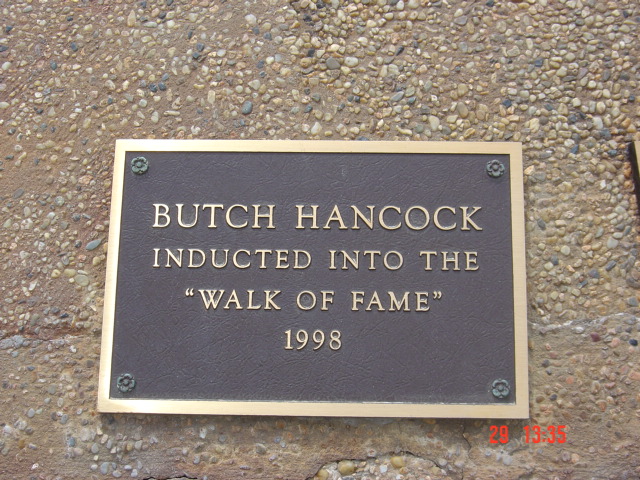 BUTCH HANCOCK
INDUCTED INTO THE
“WALK OF FAME”
1998
29 13:35